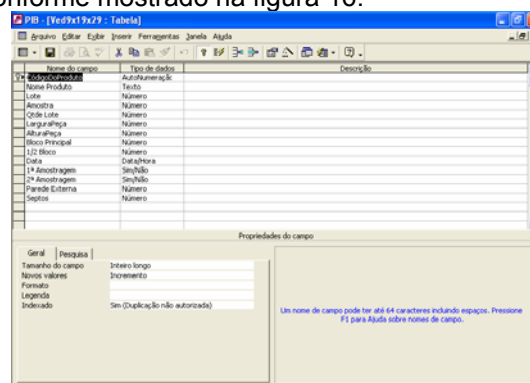 conforme mostrado na figura 10.
PIB - [Ved9x19x29 : Tabela]
Arquivo Editar Exibir Inserir Ferramentas Janela Ajuda
Nome do campo Tipo de dados Descrição
CódigoDoProduto AutoNumeração
Nome Produto Texto
Lote Número
Amostra Número
Qtde Lote Número
LarguraPeça Número
AlturaPeça Número
Bloco Principal Número
1/2 Bloco Número
Data Data/Hora
1ª Amostragem Sim/Não
2ª Amostragem Sim/Não
Parede Externa Número
Septos Número
Propriedades do campo
Geral Pesquisa
Tamanho do campo Inteiro longo
Novos valores Incremento
Formato
Legenda
Indexado Sim (Duplicação não autorizada)
Um nome de campo pode ter até 64 caracteres incluindo espaços. Pressione
F1 para Ajuda sobre nomes de campo.